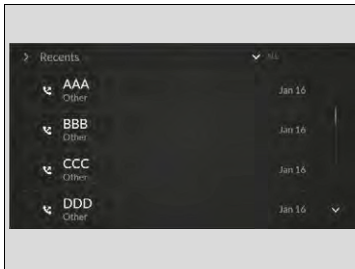 Recents
ALL
AAA
Other
Jan 16
BBB
Other
Jan 16
CCC
Other
Jan 16
DDD
Other
Jan 16